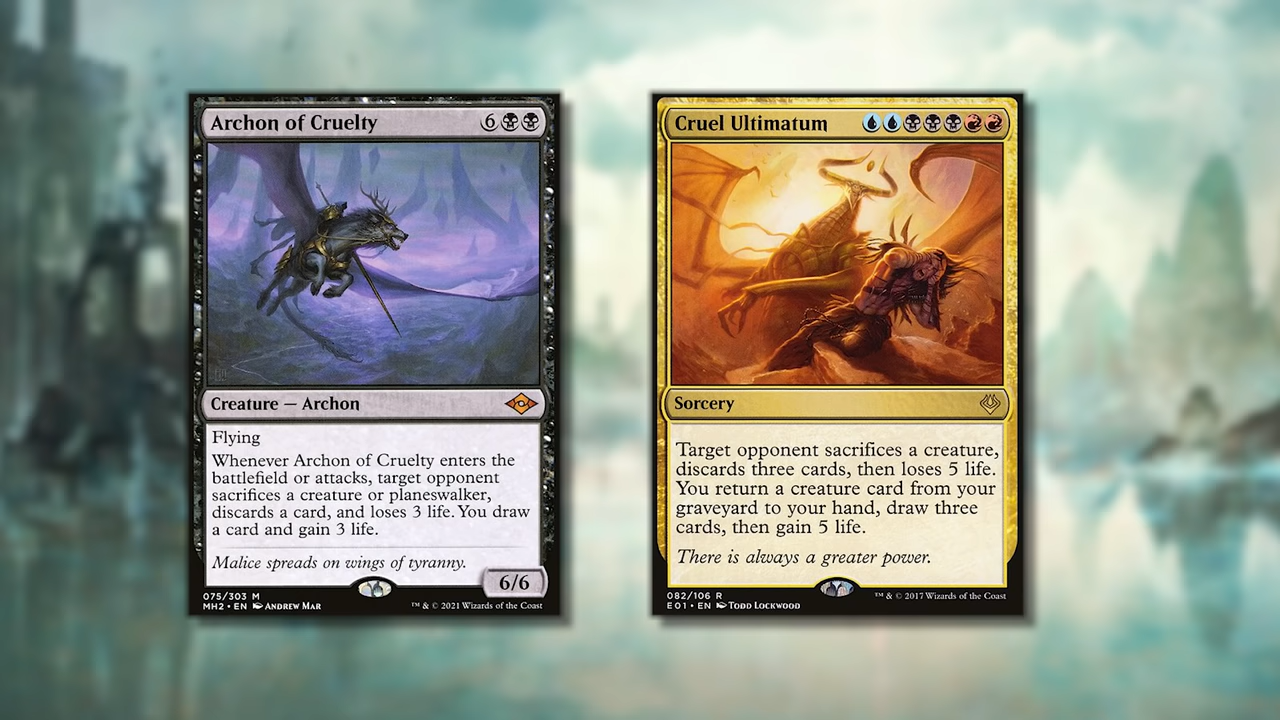 Archon of Cruelty 6
Creature — Archon
Flying
Whenever Archon of Cruelty enters the
battlefield or attacks, target opponent
sacrifices a creature or planeswalker,
discards a card, and loses 3 life. You draw
a card and gain 3 life.
Malice spreads on wings of tyranny.
6/6
075/303 M
MH2 • EN Andrew Mar
™ & © 2021 Wizards of the Coast
Cruel Ultimatum
Sorcery
Target opponent sacrifices a creature,
discards three cards, then loses 5 life.
You return a creature card from your
graveyard to your hand, draw three
cards, then gain 5 life.
There is always a greater power.
082/106 R
E01 • EN Todd Lockwood
™ & © 2017 Wizards of the Coast